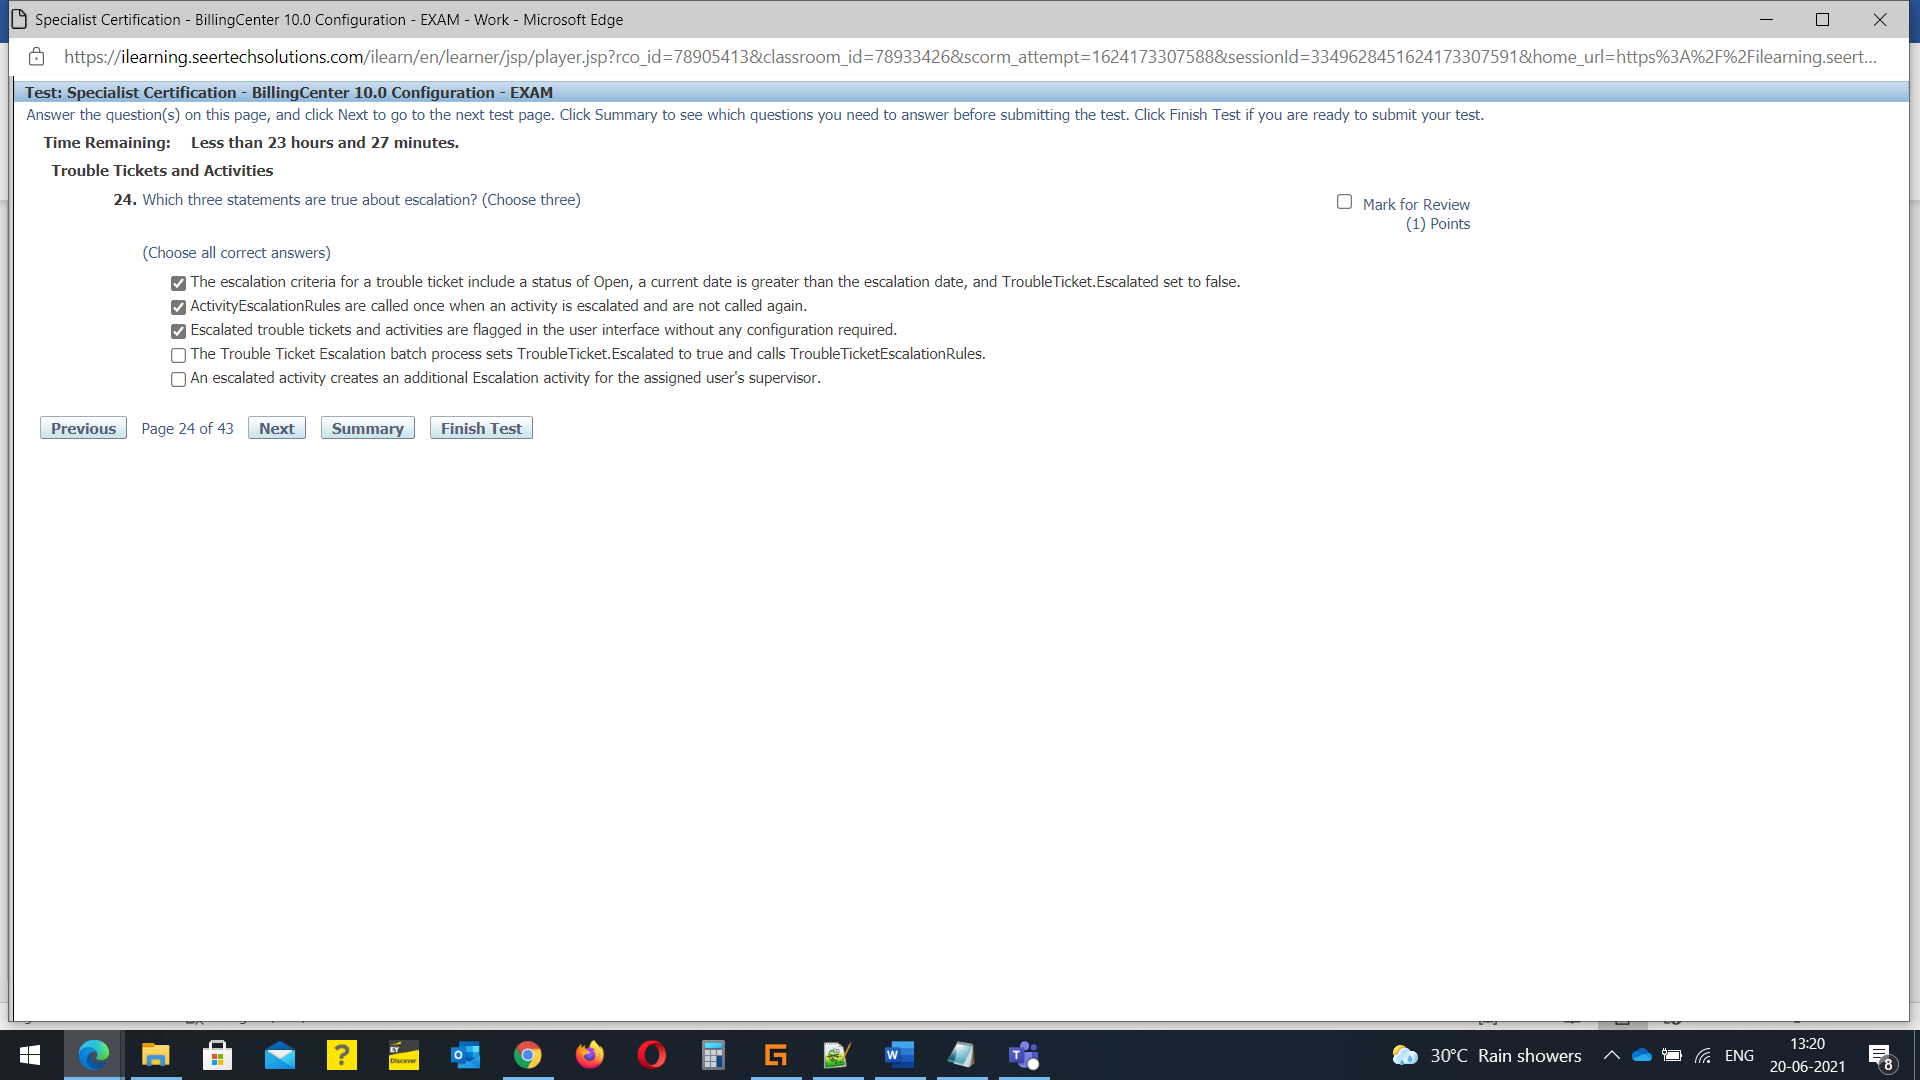 Specialist Certification - BillingCenter 10.0 Configuration - EXAM - Work - Microsoft Edge
https://ilearning.seertechsolutions.com/ilearn/en/learner/jsp/player.jsp?rco_id=78905413&classroom_id=78933426&scorm_attempt=1624173307588&sessionId=3349628451624173307591&home_url=https%3A%2F%2Filearning.seert...
Test: Specialist Certification - BillingCenter 10.0 Configuration - EXAM
Answer the question(s) on this page, and click Next to go to the next test page. Click Summary to see which questions you need to answer before submitting the test. Click Finish Test if you are ready to submit your test.
Time Remaining: Less than 23 hours and 27 minutes.
Trouble Tickets and Activities
24. Which three statements are true about escalation? (Choose three)
Mark for Review
(1) Points
(Choose all correct answers)
The escalation criteria for a trouble ticket include a status of Open, a current date is greater than the escalation date, and TroubleTicket.Escalated set to false.
ActivityEscalationRules are called once when an activity is escalated and are not called again.
Escalated trouble tickets and activities are flagged in the user interface without any configuration required.
The Trouble Ticket Escalation batch process sets TroubleTicket.Escalated to true and calls TroubleTicketEscalationRules.
An escalated activity creates an additional Escalation activity for the assigned user's supervisor.
Previous Page 24 of 43 Next Summary Finish Test
EY Discover
30°C Rain showers
ENG
13:20
20-06-2021
8